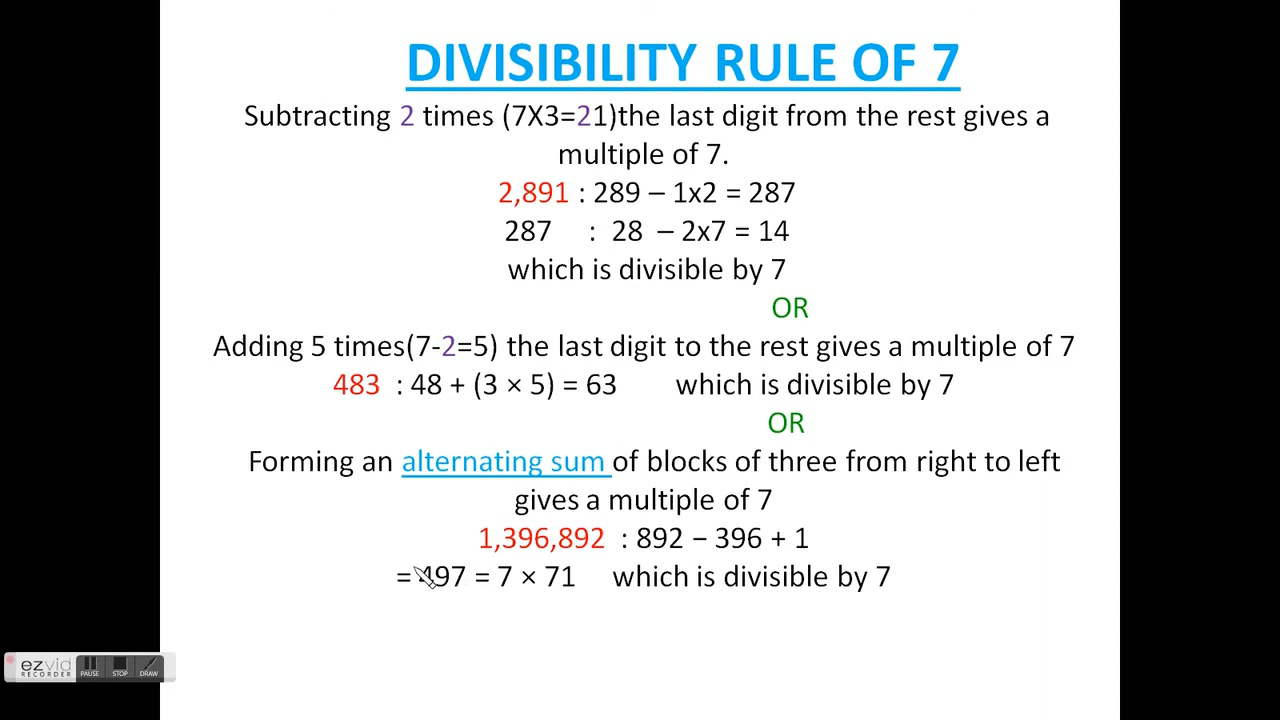 DIVISIBILITY RULE OF 7
Subtracting 2 times (7X3=21)the last digit from the rest gives a
multiple of 7.
2,891 : 289 – 1x2 = 287
287 : 28 – 2x7 = 14
which is divisible by 7
OR
Adding 5 times(7-2=5) the last digit to the rest gives a multiple of 7
483 : 48 + (3 × 5) = 63 which is divisible by 7
OR
Forming an alternating sum of blocks of three from right to left
gives a multiple of 7
1,396,892 : 892 − 396 + 1
= 497 = 7 × 71 which is divisible by 7
ezvid
RECORDER
PAUSE STOP DRAW